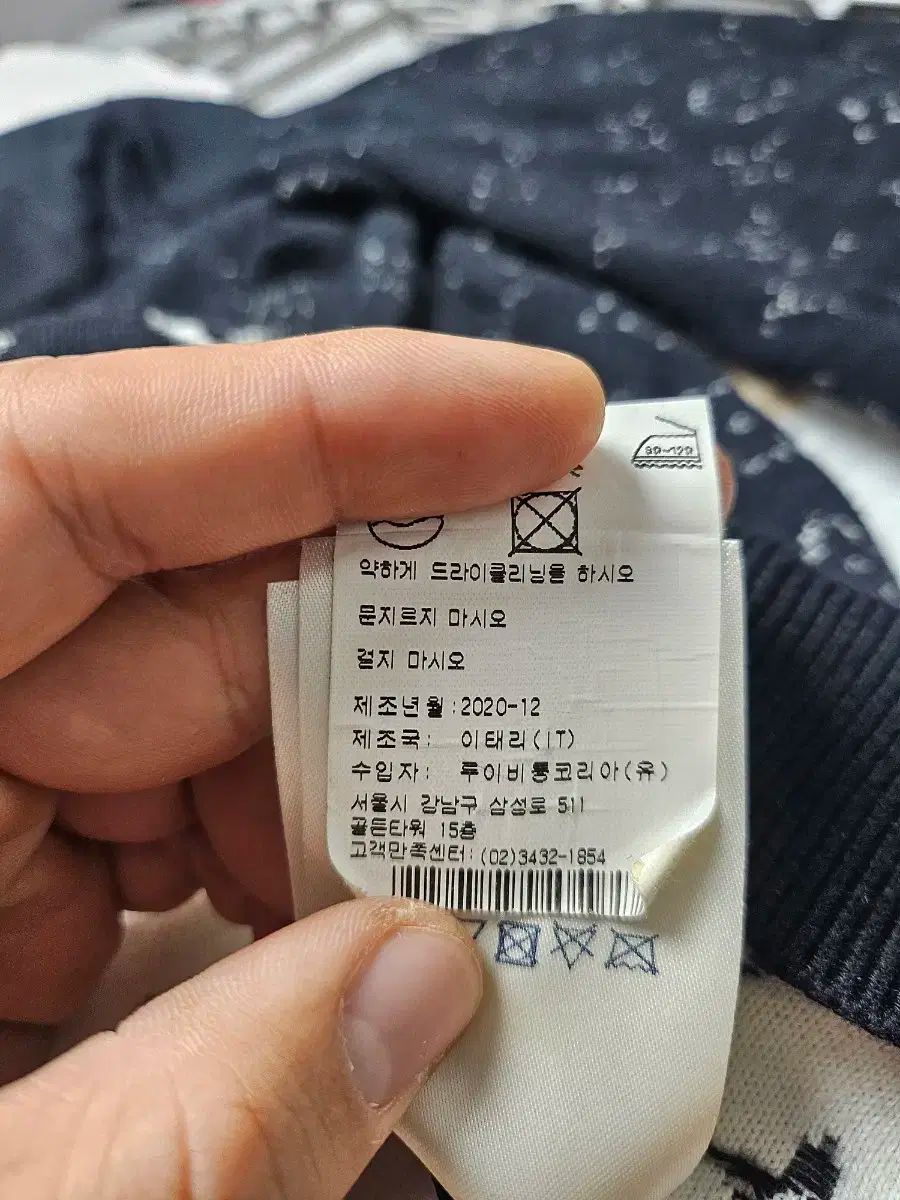 80~120
약하게 드라이클리닝을 하시오
문지르지 마시오
걷지 마시오
제조년월:2020-12
제조국: 이태리(IT)
수입자: 루이비통코리아(유)
서울시 강남구 삼성로 511
골든타워 15층
고객만족센터:(02)3432-1854